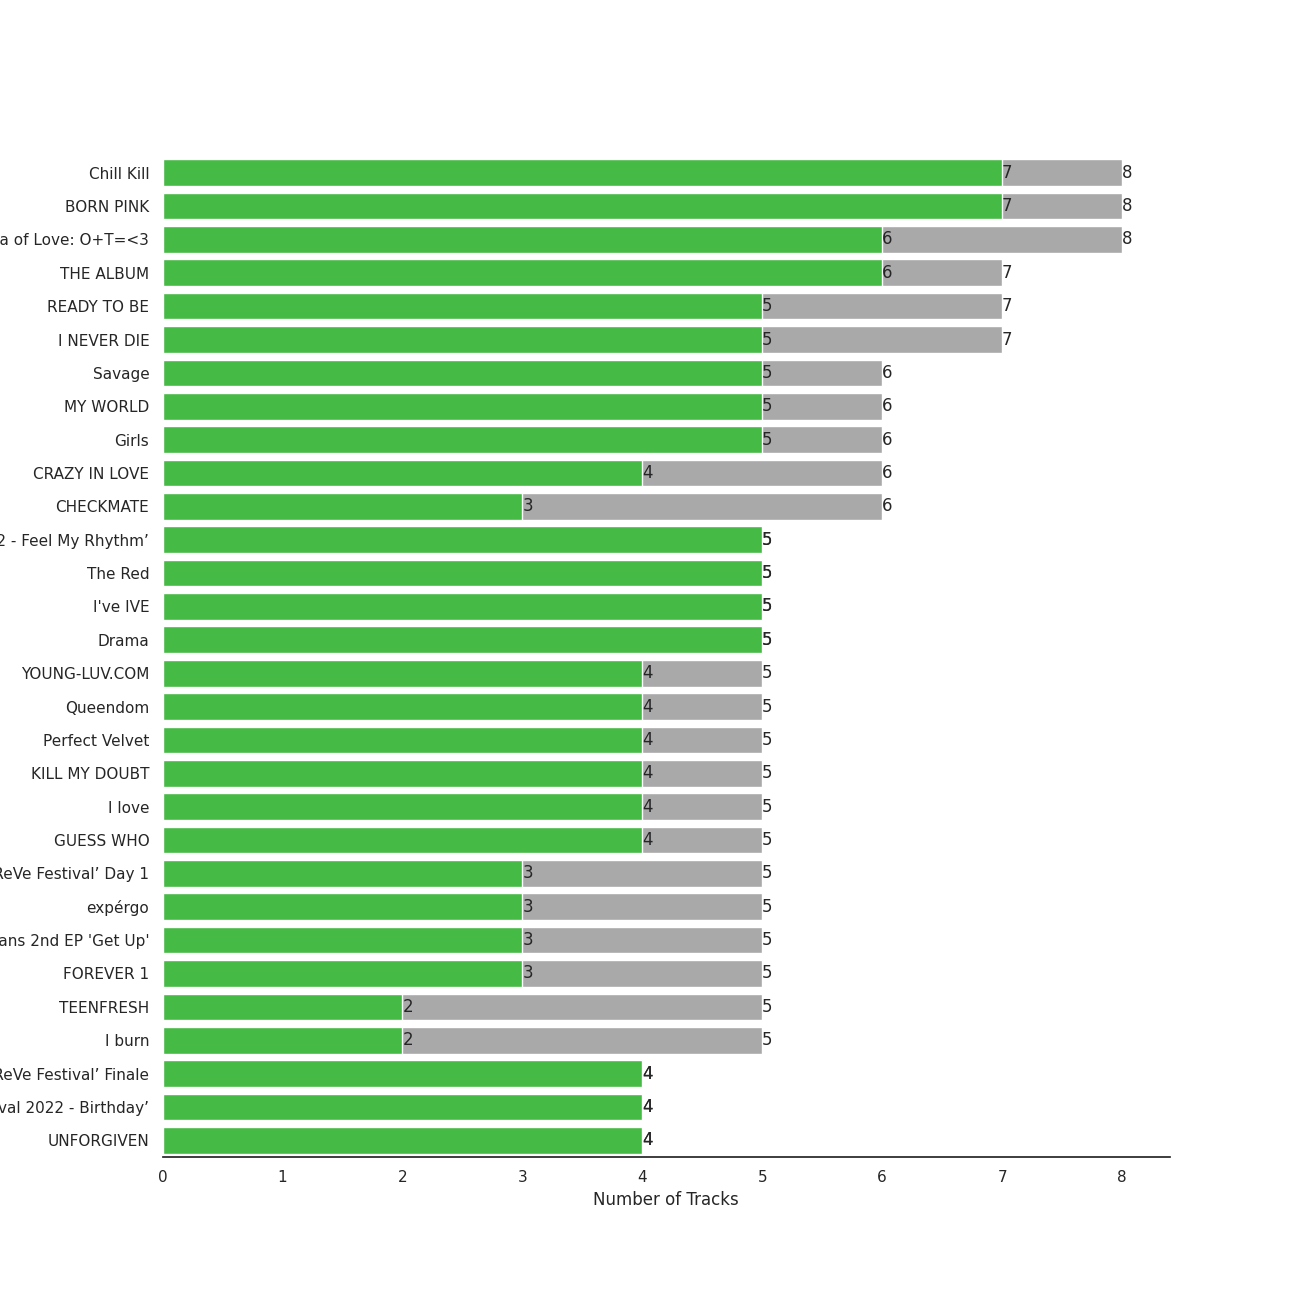 Chill Kill 7 8
BORN PINK 7 8
a of Love: O+T=<3 6 8
THE ALBUM 6 7
READY TO BE 5 7
I NEVER DIE 5 7
Savage 5 6
MY WORLD 5 6
Girls 5 6
CRAZY IN LOVE 4 6
CHECKMATE 3 6
2 - Feel My Rhythm’ 5
The Red 5
I've IVE 5
Drama 5
YOUNG-LUV.COM 4 5
Queendom 4 5
Perfect Velvet 4 5
KILL MY DOUBT 4 5
I love 4 5
GUESS WHO 4 5
ReVe Festival’ Day 1 3 5
expérgo 3 5
ans 2nd EP 'Get Up' 3 5
FOREVER 1 3 5
TEENFRESH 2 5
I burn 2 5
ReVe Festival’ Finale 4
val 2022 - Birthday’ 4
UNFORGIVEN 4
0 1 2 3 4 5 6 7 8
Number of Tracks